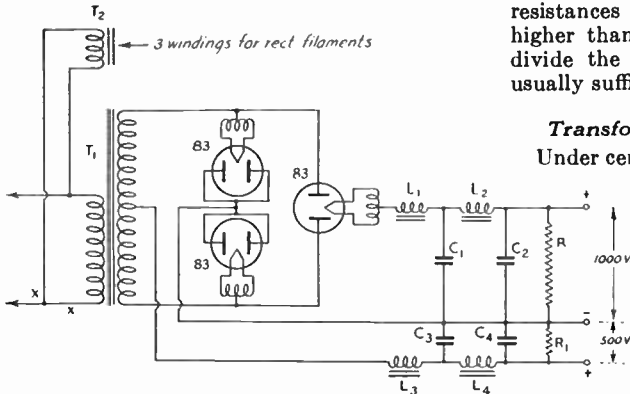 T2
3 windings for rect filaments
resistances
higher than
divide the
usually suffi
Transfo
Under cer
T1
83
83
83
L1
L2
C1
C2
R
1000 V
+
-
C3
C4
R1
500 V
+
L3
L4
X
X